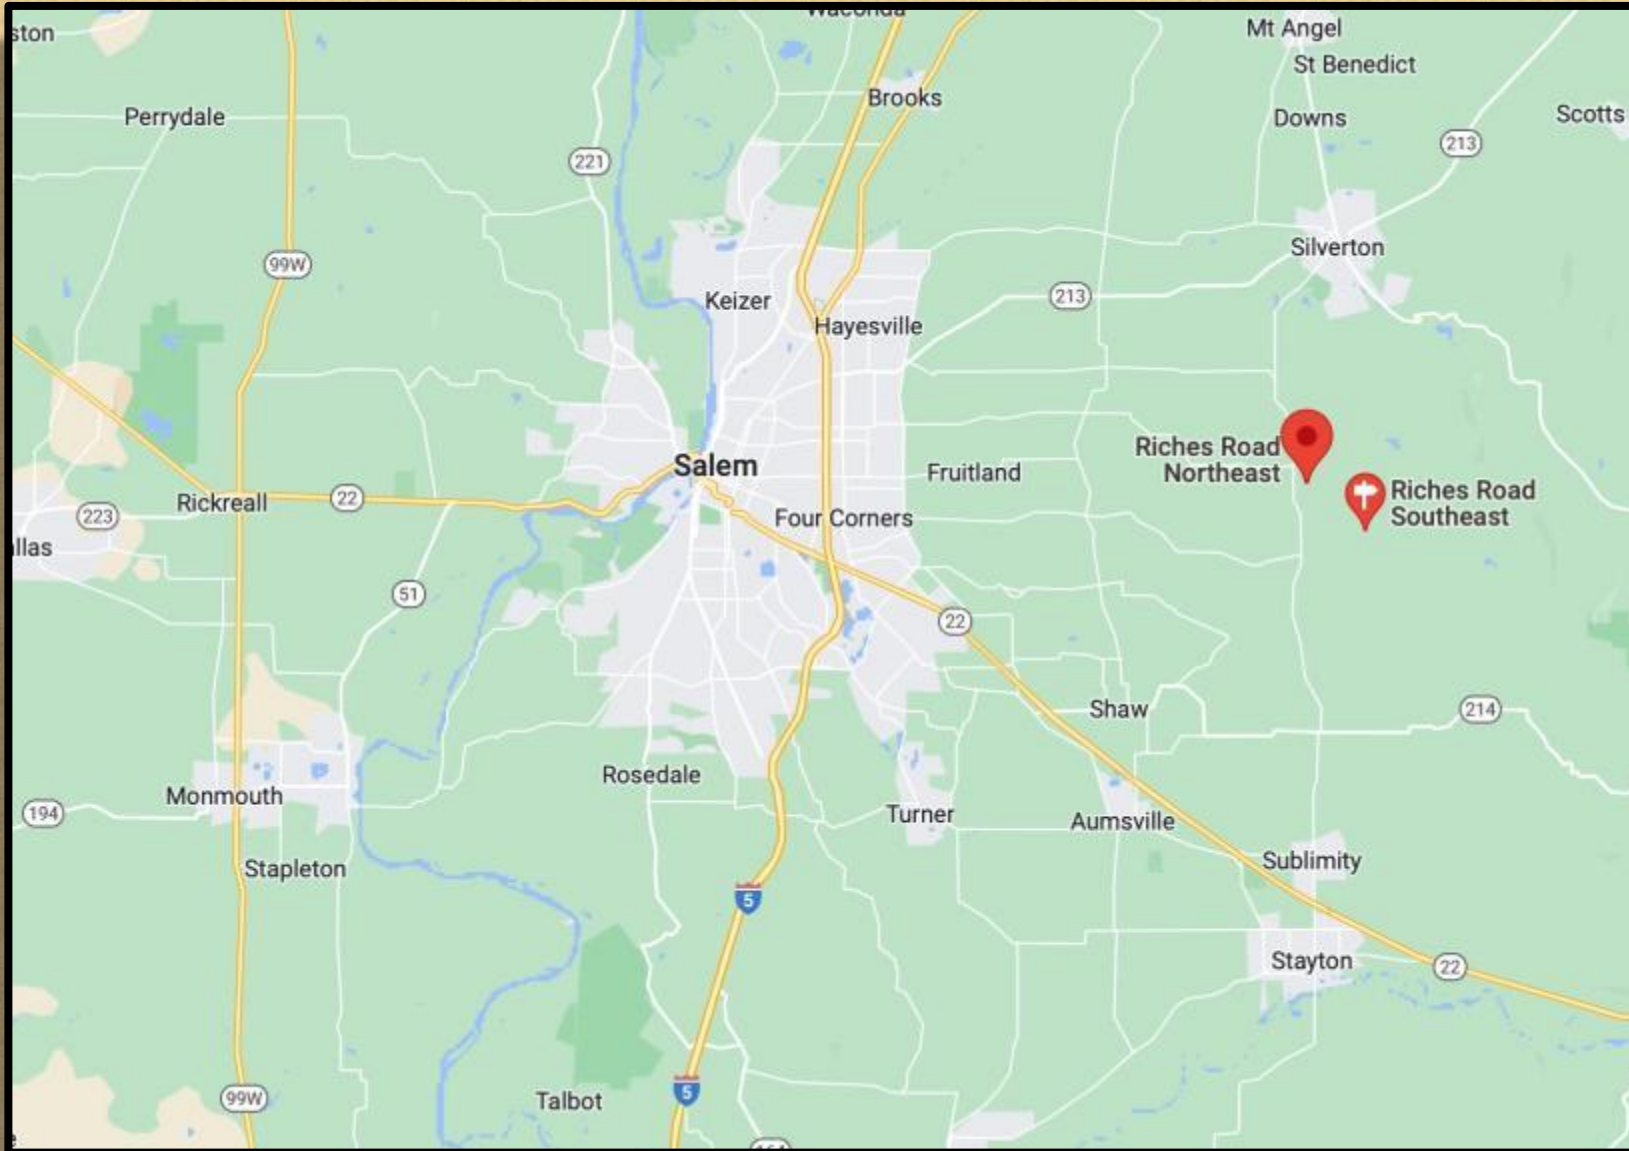 Waconda
Mt Angel
ston
St Benedict
Brooks
Perrydale
Downs
Scotts
213
221
Silverton
99W
213
Keizer
Hayesville
Riches Road
Northeast
Salem
Fruitland
Riches Road
Southeast
Rickreall
22
223
Four Corners
llas
51
22
Shaw
214
Rosedale
Monmouth
194
Turner
Aumsville
Stapleton
Sublimity
5
Stayton
22
5
99W
Talbot